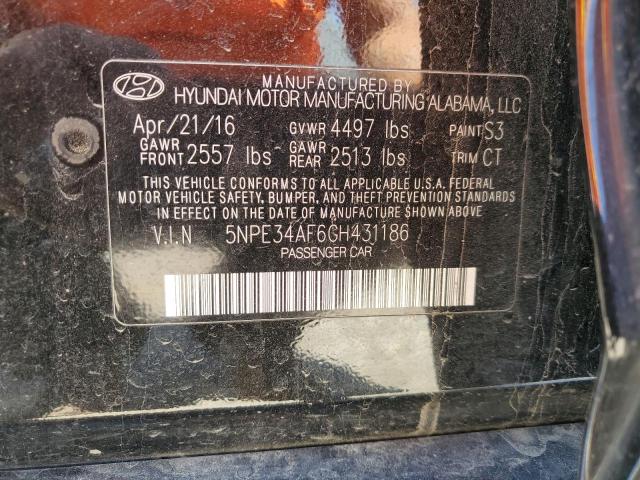 MANUFACTURED BY
HYUNDAI MOTOR MANUFACTURING ALABAMA, LLC
Apr/21/16 GVWR 4497 lbs PAINT S3
GAWR FRONT 2557 lbs GAWR REAR 2513 lbs TRIM CT
THIS VEHICLE CONFORMS TO ALL APPLICABLE U.S.A. FEDERAL
MOTOR VEHICLE SAFETY, BUMPER, AND THEFT PREVENTION STANDARDS
IN EFFECT ON THE DATE OF MANUFACTURE SHOWN ABOVE.
V.I.N 5NPE34AF6GH431186
PASSENGER CAR